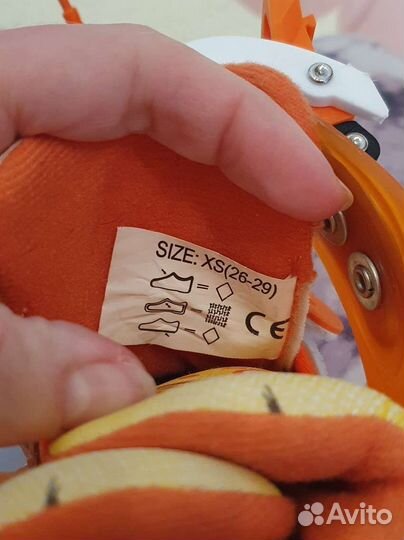 SIZE: XS(26-29)
=
=
=
CE
Avito